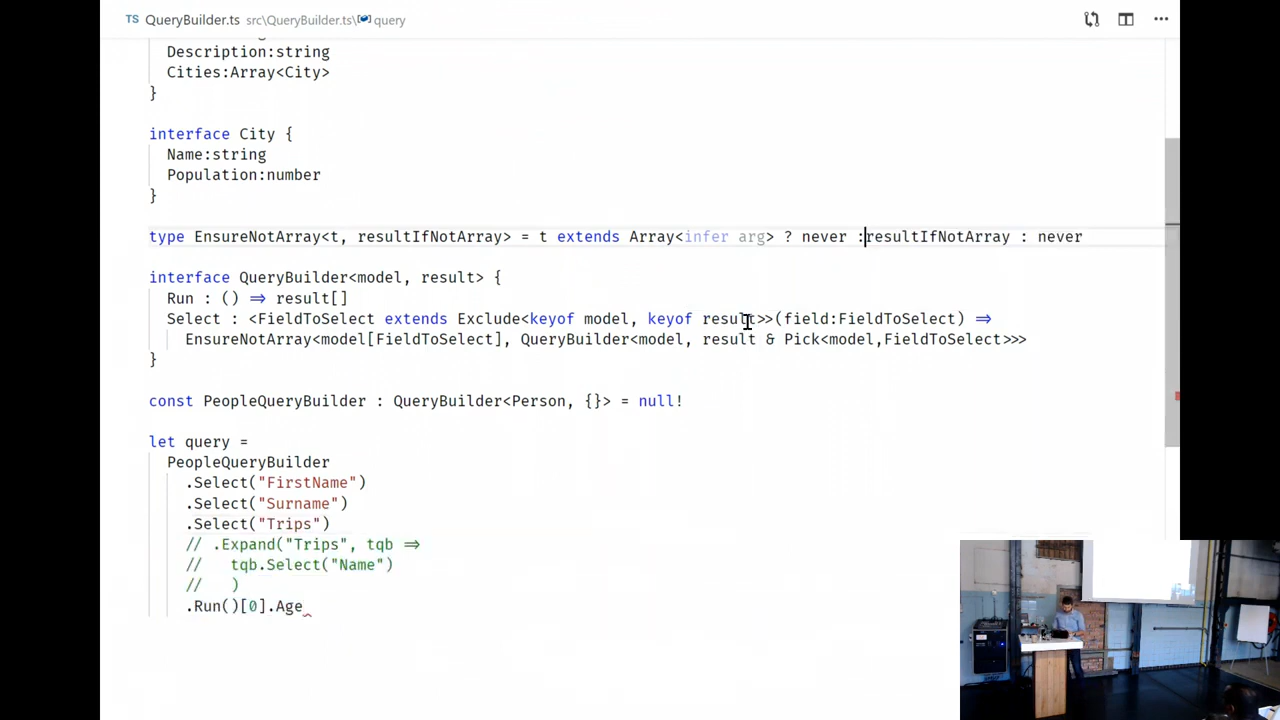 TS QueryBuilder.ts src\QueryBuilder.ts\query
Description:string
Cities:Array<City>
}
interface City {
Name:string
Population:number
}
type EnsureNotArray<t, resultIfNotArray> = t extends Array<infer arg> ? never :resultIfNotArray : never
interface QueryBuilder<model, result> {
Run : () ⇒ result[]
Select : <FieldToSelect extends Exclude<keyof model, keyof result>>(field:FieldToSelect) ⇒
EnsureNotArray<model[FieldToSelect], QueryBuilder<model, result & Pick<model,FieldToSelect>>>
}
const PeopleQueryBuilder : QueryBuilder<Person, {}> = null!
let query =
PeopleQueryBuilder
.Select("FirstName")
.Select("Surname")
.Select("Trips")
// .Expand("Trips", tqb ⇒
//   tqb.Select("Name")
//   )
.Run()[0].Age